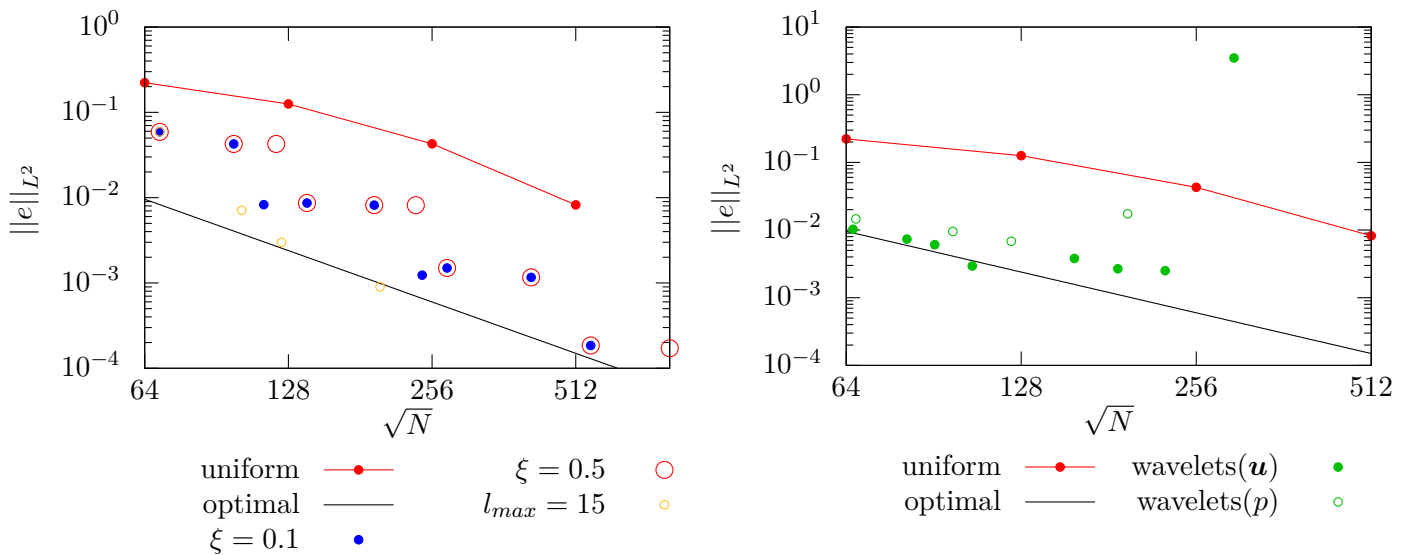 10^0
10^-1
10^-2
10^-3
10^-4
||e||_{L^2}
64 128 256 512
√N
uniform
optimal
ξ = 0.1
ξ = 0.5
l_{max} = 15
10^1
10^0
10^-1
10^-2
10^-3
10^-4
||e||_{L^2}
64 128 256 512
√N
uniform
optimal
wavelets(u)
wavelets(p)